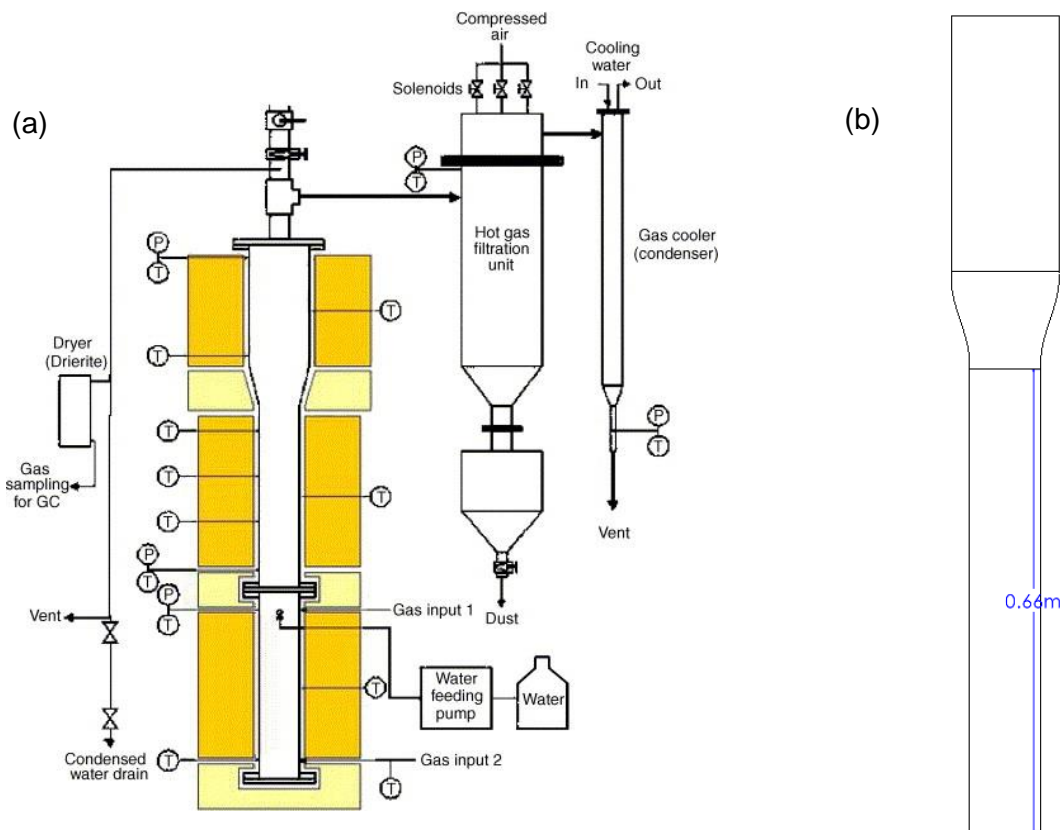 (a)
Compressed
air
Solenoids
Cooling
water
In
Out
(b)
P
T
P
T
Hot gas
filtration
unit
Gas cooler
(condenser)
T
T
Dryer
(Drierite)
T
T
T
T
P
T
Gas
sampling
for GC
Vent
P
T
P
T
Dust
Gas input 1
0.66m
Vent
T
Water
feeding
pump
Water
Condensed
water drain
T
Gas input 2
T